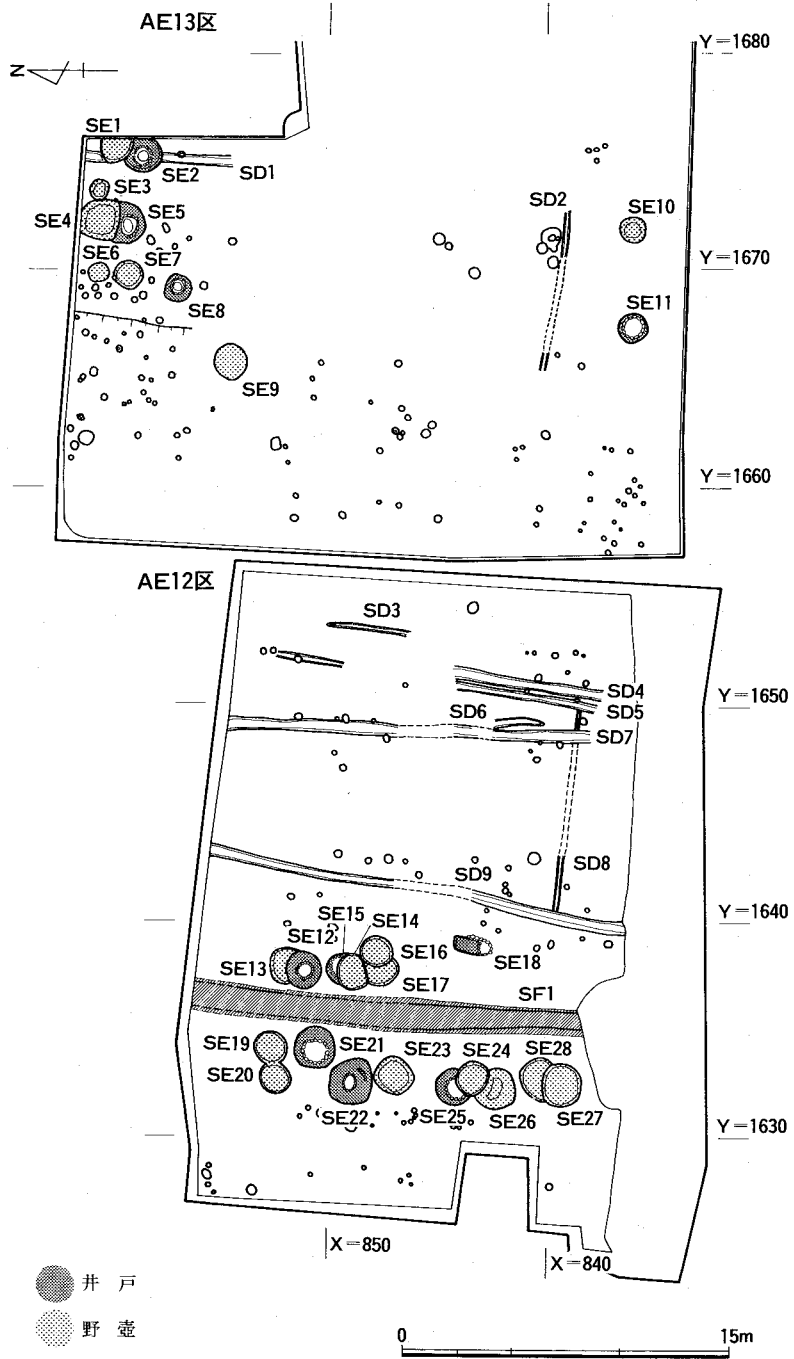 AE13区
Y=1680
N
SE1
SE2
SD1
SE3
SE4
SE5
SD2
SE10
SE6
SE7
Y=1670
SE8
SE11
SE9
Y=1660
AE12区
SD3
SD4
Y=1650
SD5
SD6
SD7
SD9
SD8
Y=1640
SE15
SE14
SE12
SE16
SE13
SE18
SE17
SF1
SE19
SE21
SE23
SE24
SE28
SE20
SE22
SE25
SE26
SE27
Y=1630
X=850
X=840
井戸
野壺
0
15m